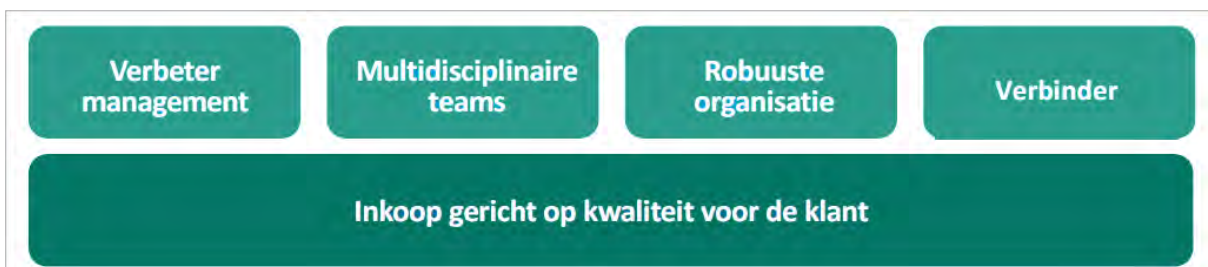 Verbeter
management
Multidisciplinaire
teams
Robuuste
organisatie
Verbinder
Inkoop gericht op kwaliteit voor de klant